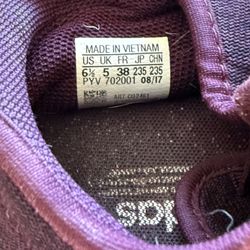 MADE IN VIETNAM
US UK FR JP CHN
6½ 5 38 235 235
PYV 702001 08/17